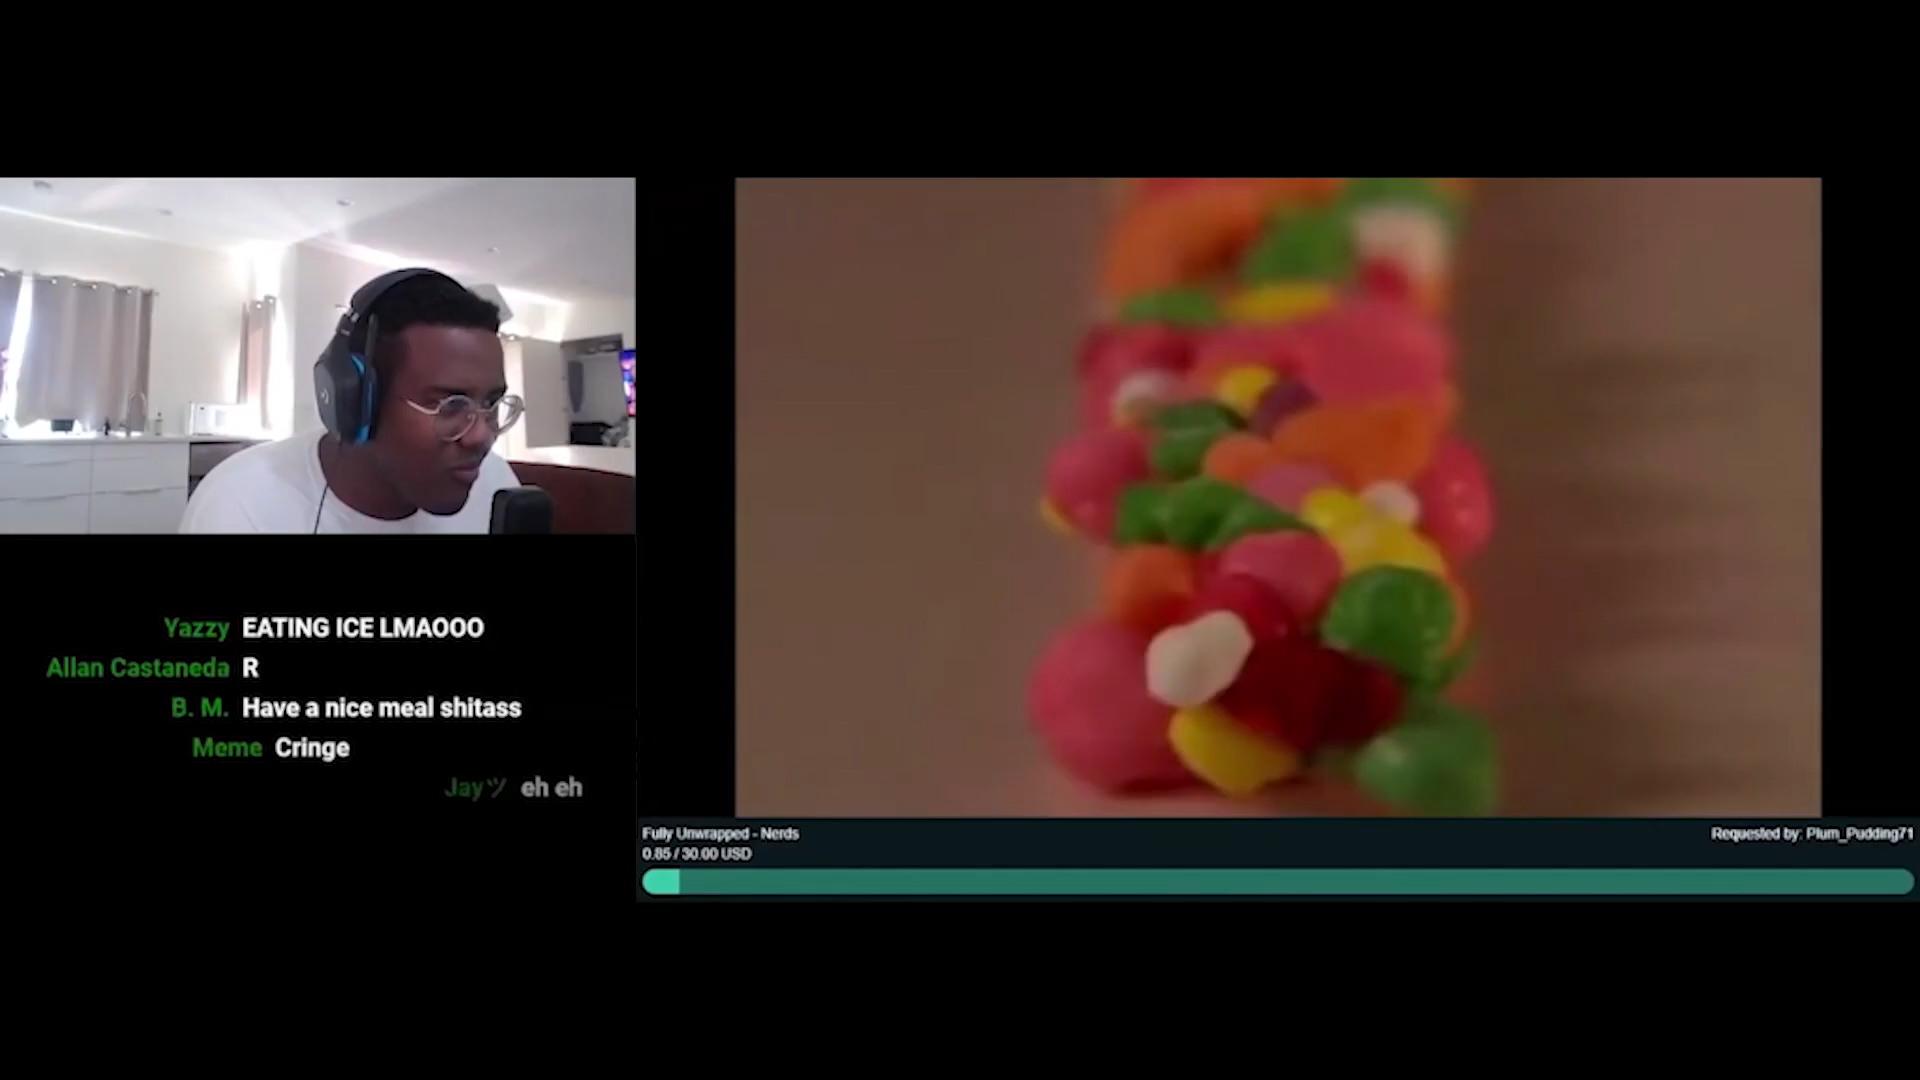 Yazzy EATING ICE LMAOOO
Allan Castaneda R
B. M. Have a nice meal shitass
Meme Cringe
Jayツ eh eh
Fully Unwrapped - Nerds
Requested by: Plum_Pudding71
0.85 / 30.00 USD